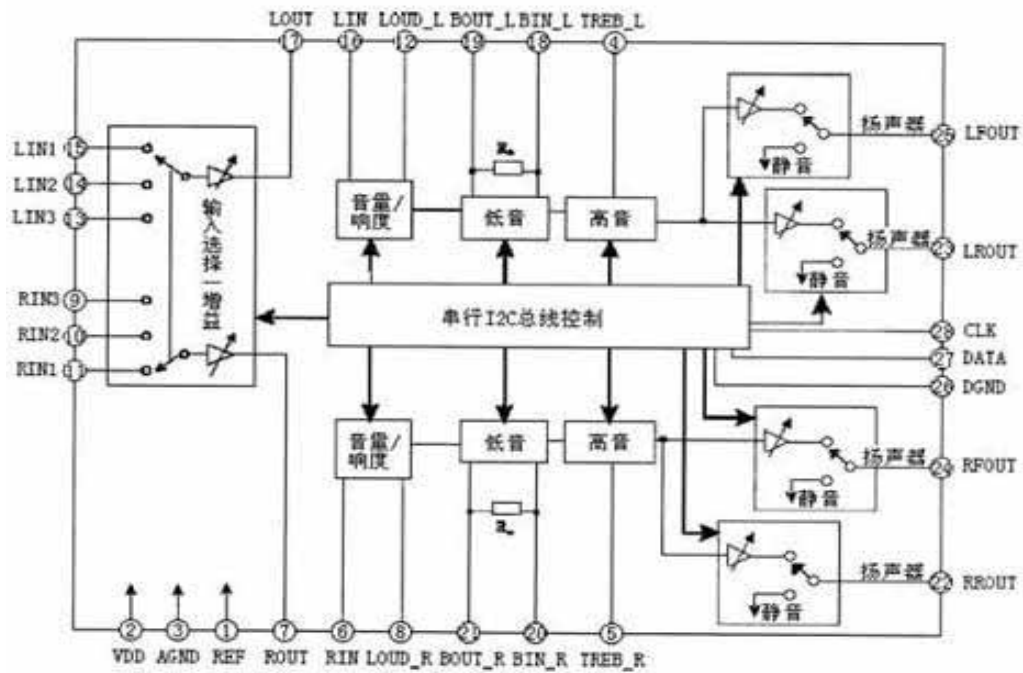 LOUT LIN LOUD_L BOUT_L BIN_L TREB_L
17 16 12 19 18 4
LIN1 15
LIN2 14
LIN3 13
RIN3 9
RIN2 10
RIN1 11
输入选择一增益
音量/
响度
低音
高音
扬声器 25 LFOUT
静音
扬声器 23 LROUT
静音
串行I2C总线控制
28 CLK
27 DATA
26 DGND
音量/
响度
低音
高音
扬声器 24 RFOUT
静音
扬声器 22 RROUT
静音
2 3 1 7 6 8 21 20 5
VDD AGND REF ROUT RIN LOUD_R BOUT_R BIN_R TREB_R